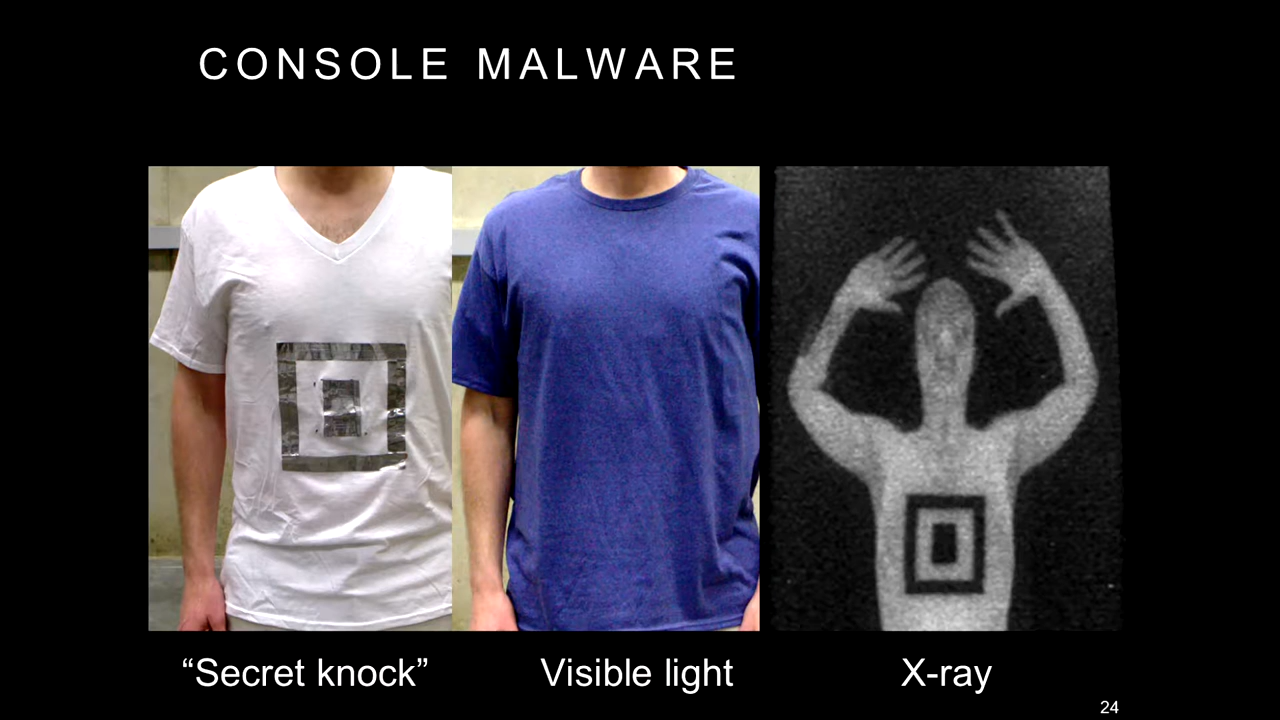 CONSOLE MALWARE
“Secret knock”
Visible light
X-ray
24